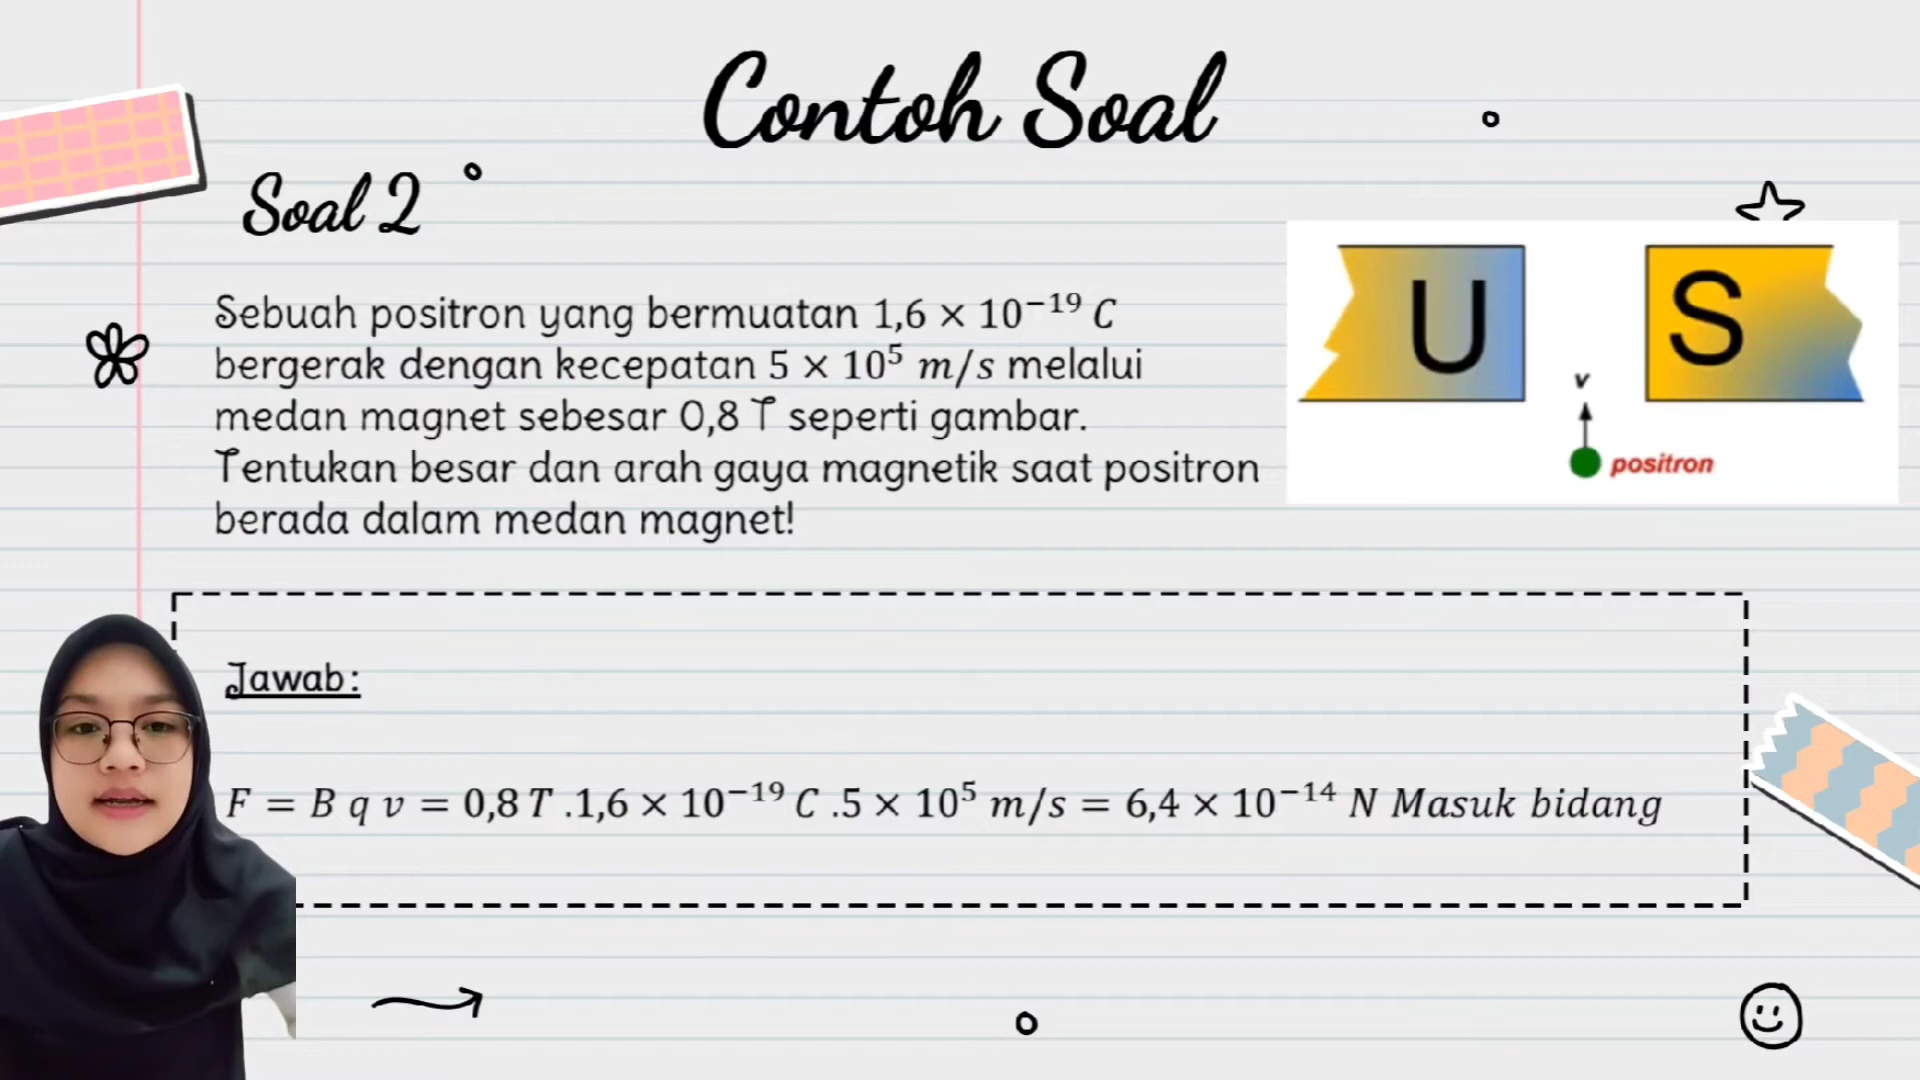 Contoh Soal
Soal 2
Sebuah positron yang bermuatan 1,6 × 10⁻¹⁹ C
bergerak dengan kecepatan 5 × 10⁵ m/s melalui
medan magnet sebesar 0,8 T seperti gambar.
Tentukan besar dan arah gaya magnetik saat positron
berada dalam medan magnet!
U S
v
positron
Jawab:
F = B q v = 0,8 T .1,6 × 10⁻¹⁹ C .5 × 10⁵ m/s = 6,4 × 10⁻¹⁴ N Masuk bidang